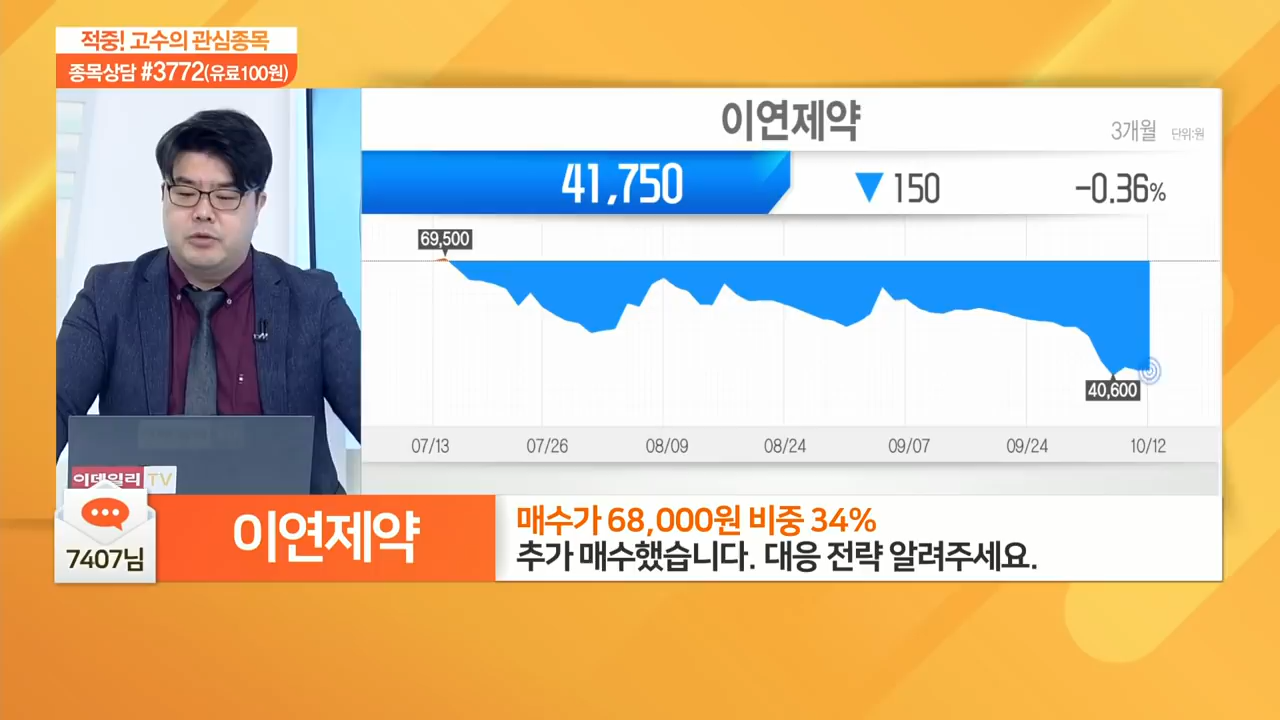 적중! 고수의 관심종목
종목상담 #3772(유료100원)
이연제약
3개월 단위:원
41,750 ▼150 -0.36%
69,500
40,600
07/13 07/26 08/09 08/24 09/07 09/24 10/12
이데일리TV
7407님
이연제약
매수가 68,000원 비중 34%
추가 매수했습니다. 대응 전략 알려주세요.